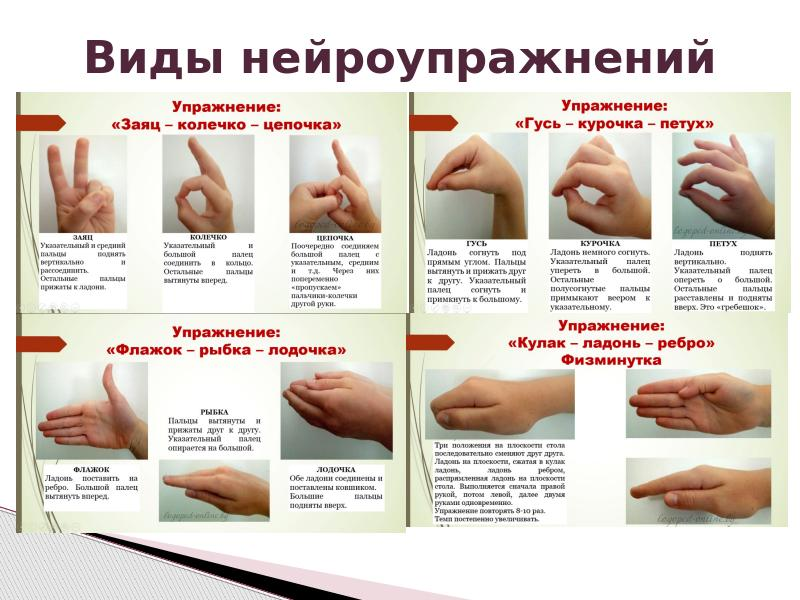 Виды нейроупражнений
Упражнение:
«Заяц – колечко – цепочка»
ЗАЯЦ
Указательный и средний
пальцы поднять
вертикально и
рассоединить.
Остальные пальцы
прижаты к ладони.
КОЛЕЧКО
Указательный и
большой палец
соединить в кольцо.
Остальные пальцы
вытянуты вперед.
ЦЕПОЧКА
Поочередно соединяем
большой палец с
указательным, средним
и т.д. Через них
попеременно
«пропускаем»
пальчики-колечки
другой руки.
Упражнение:
«Гусь – курочка – петух»
logoped-online.by
ГУСЬ
Ладонь согнуть под
прямым углом. Пальцы
вытянуть и прижать друг
к другу. Указательный
палец согнуть и
примкнуть к большому.
КУРОЧКА
Ладонь немного согнуть.
Указательный палец
упереть в большой.
Остальные
полусогнутые пальцы
примыкают веером к
указательному.
ПЕТУХ
Ладонь поднять
вертикально.
Указательный палец
опереть о большой.
Остальные пальцы
расставлены и подняты
вверх. Это «гребешок».
Упражнение:
«Флажок – рыбка – лодочка»
ФЛАЖОК
Ладонь поставить на
ребро. Большой палец
вытянуть вперед.
РЫБКА
Пальцы вытянуты и
прижаты друг к другу.
Указательный палец
опирается на большой.
ЛОДОЧКА
Обе ладони соединены и
поставлены ковшиком.
Большие пальцы
подняты вверх.
Упражнение:
«Кулак – ладонь – ребро»
Физминутка
Три положения на плоскости стола
последовательно сменяют друг друга.
Ладонь на плоскости, сжатая в кулак
ладонь, ладонь ребром,
распрямленная ладонь на плоскости
стола. Выполняется сначала правой
рукой, потом левой, далее двумя
руками одновременно.
Упражнение повторять 8-10 раз.
Темп постепенно увеличивать.